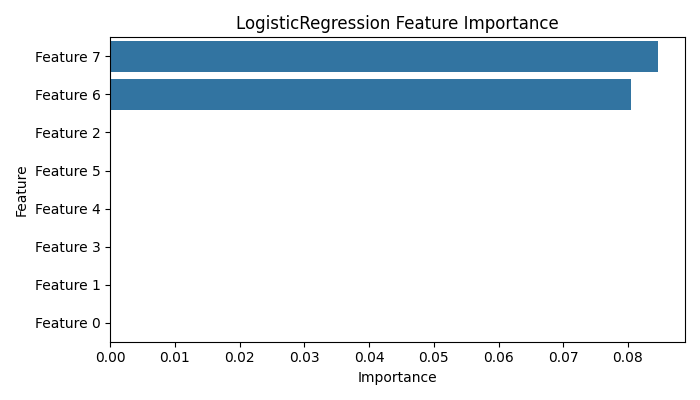 LogisticRegression Feature Importance
Feature 7
Feature 6
Feature 2
Feature 5
Feature 4
Feature 3
Feature 1
Feature 0
Feature
0.00 0.01 0.02 0.03 0.04 0.05 0.06 0.07 0.08
Importance